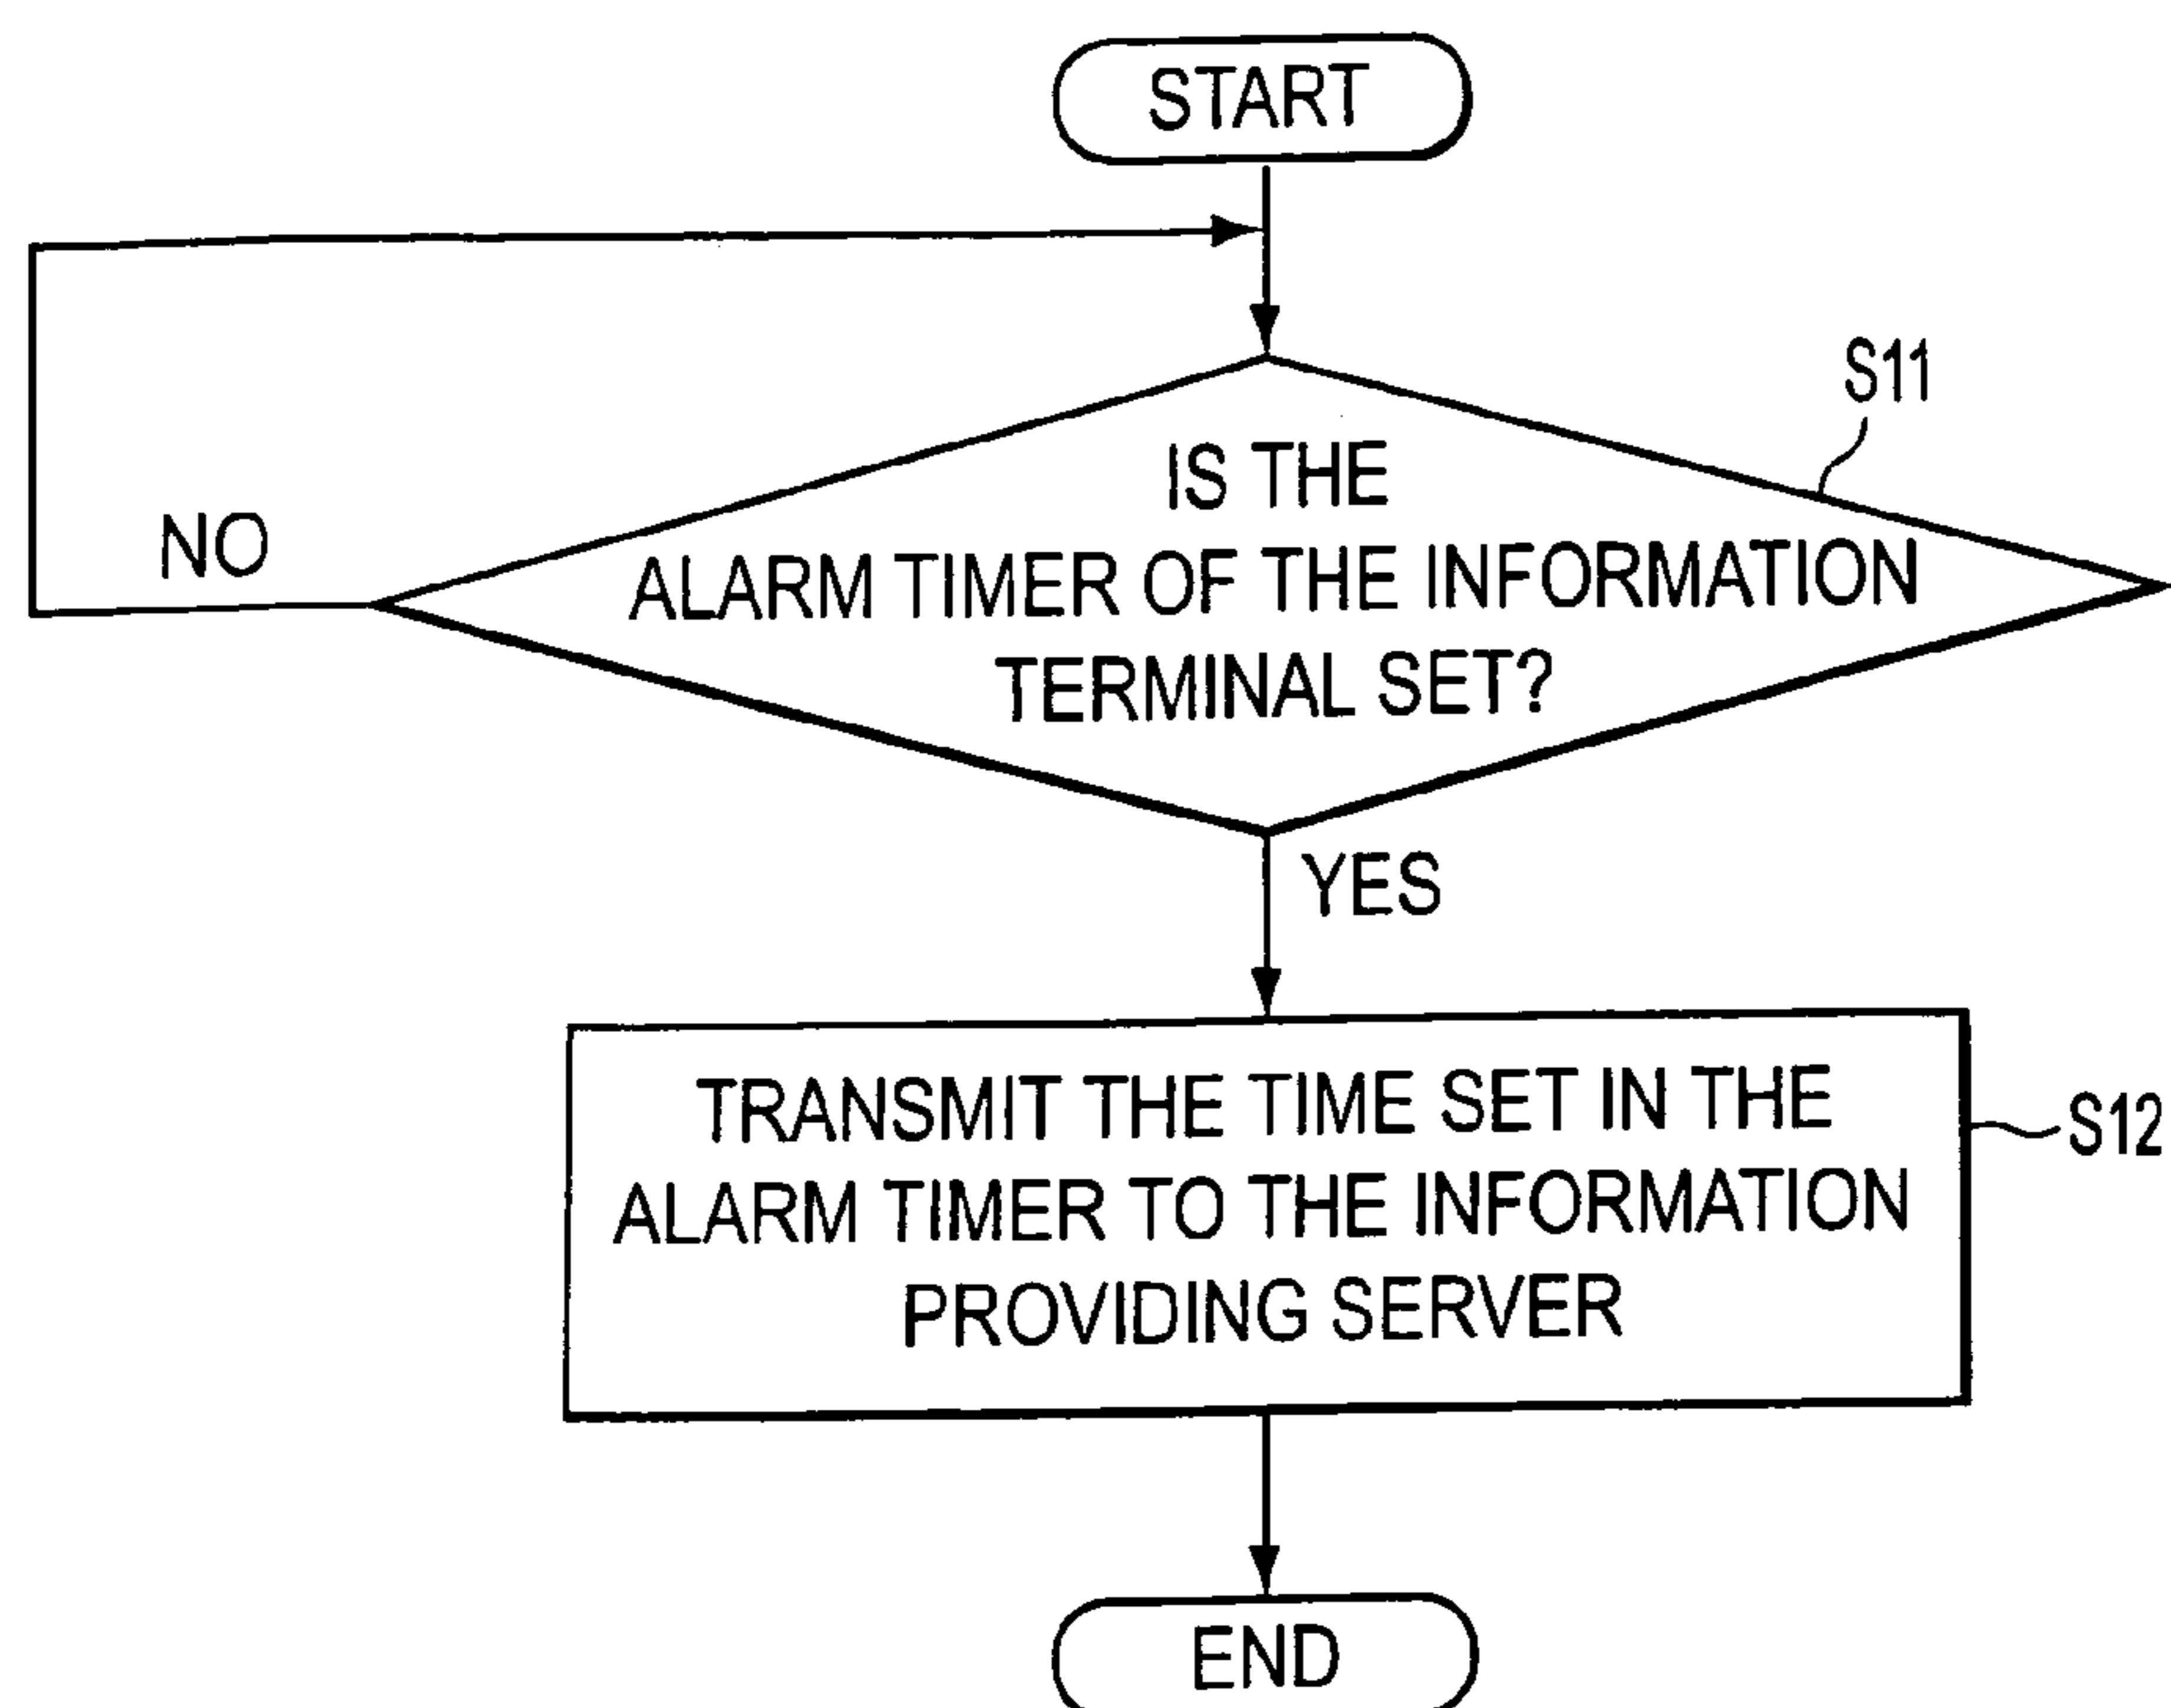 START
S11
IS THE
NO
ALARM TIMER OF THE INFORMATION
TERMINAL SET?
YES
TRANSMIT THE TIME SET IN THE
S12
ALARM TIMER TO THE INFORMATION
PROVIDING SERVER
END